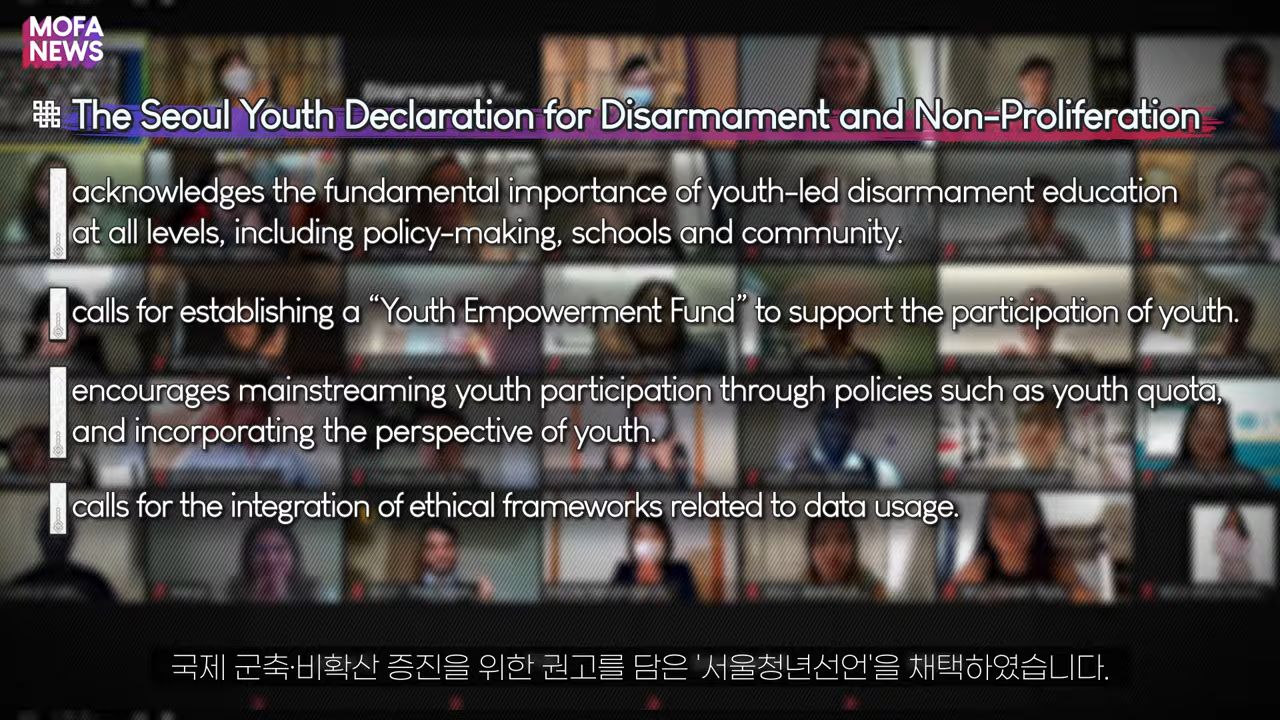 MOFA
NEWS
The Seoul Youth Declaration for Disarmament and Non-Proliferation
acknowledges the fundamental importance of youth-led disarmament education
at all levels, including policy-making, schools and community.
calls for establishing a “Youth Empowerment Fund” to support the participation of youth.
encourages mainstreaming youth participation through policies such as youth quota,
and incorporating the perspective of youth.
calls for the integration of ethical frameworks related to data usage.
국제 군축·비확산 증진을 위한 권고를 담은 '서울청년선언'을 채택하였습니다.